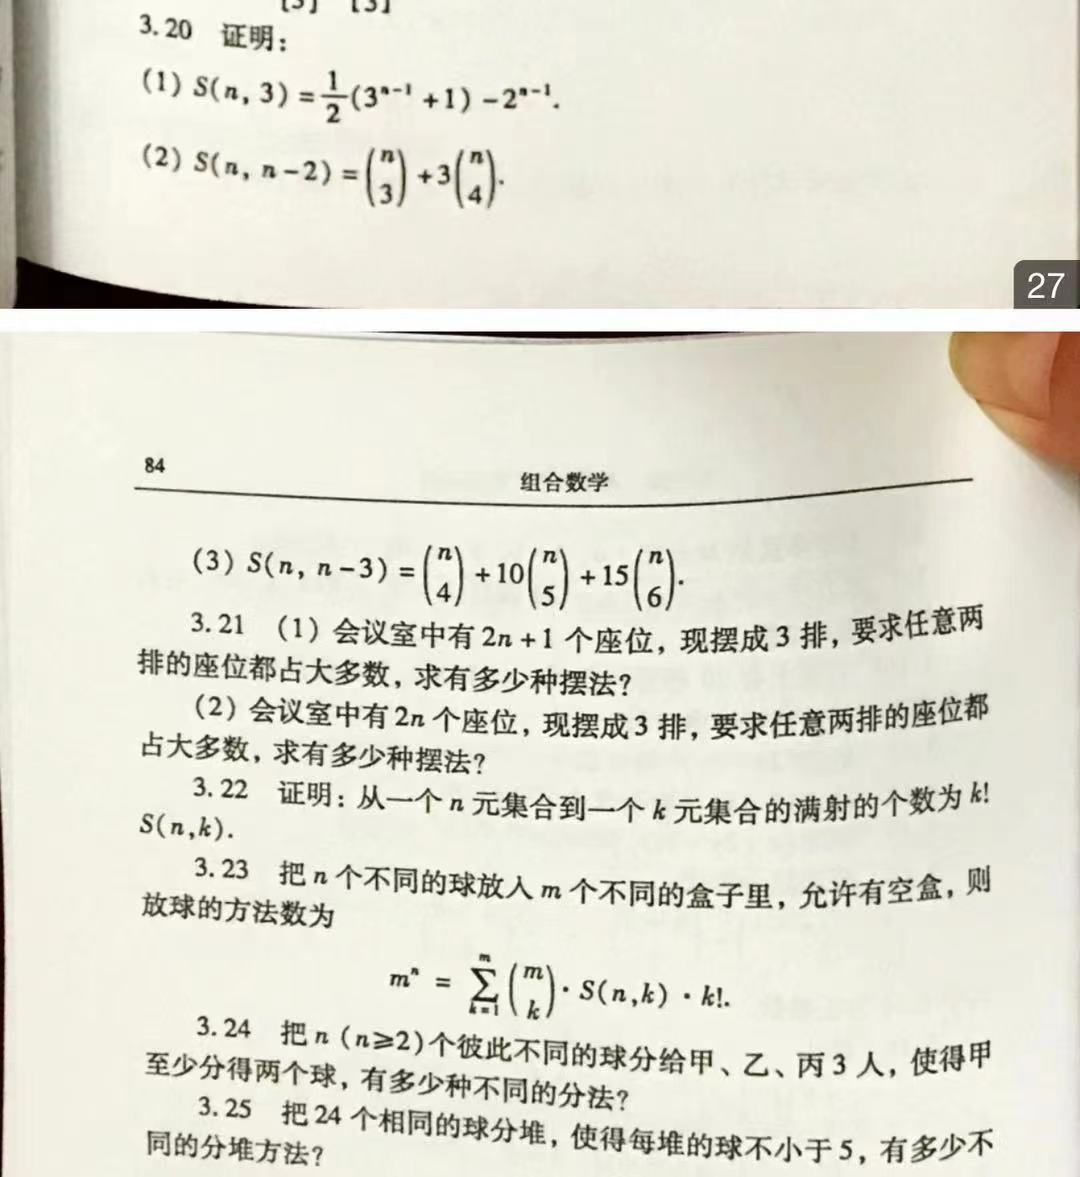 [3] [3]
3.20 证明：
(1) S(n, 3) = \frac{1}{2}(3^{n-1} + 1) - 2^{n-1}.
(2) S(n, n-2) = \binom{n}{3} + 3\binom{n}{4}.
27
84
组合数学
(3) S(n, n-3) = \binom{n}{4} + 10\binom{n}{5} + 15\binom{n}{6}.
3.21 (1) 会议室中有 2n+1 个座位，现摆成 3 排，要求任意两
排的座位都占大多数，求有多少种摆法？
(2) 会议室中有 2n 个座位，现摆成 3 排，要求任意两排的座位都
占大多数，求有多少种摆法？
3.22 证明：从一个 n 元集合到一个 k 元集合的满射的个数为 k!
S(n,k).
3.23 把 n 个不同的球放入 m 个不同的盒子里，允许有空盒，则
放球的方法数为
m^n = \sum_{k=1}^{m} \binom{m}{k} · S(n,k) · k!.
3.24 把 n (n≥2) 个彼此不同的球分给甲、乙、丙 3 人，使得甲
至少分得两个球，有多少种不同的分法？
3.25 把 24 个相同的球分堆，使得每堆的球不小于 5，有多少不
同的分堆方法？